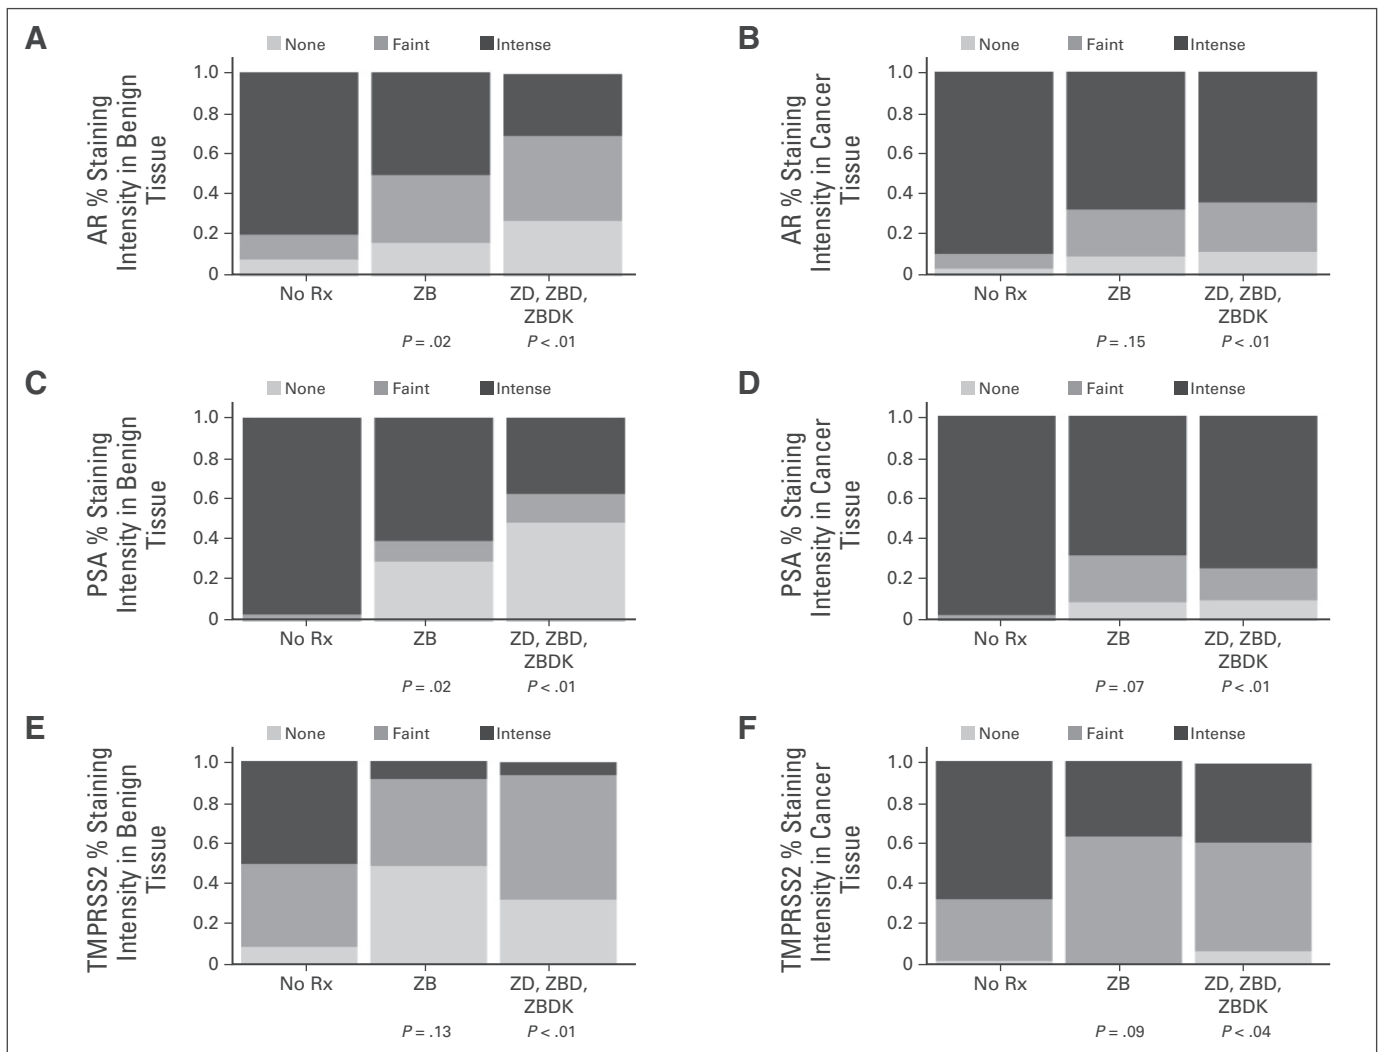 A
None Faint Intense
AR % Staining
Intensity in Benign
Tissue
1.0
0.8
0.6
0.4
0.2
0
No Rx ZB ZD, ZBD,
ZBDK
P = .02 P < .01
B
None Faint Intense
AR % Staining
Intensity in Cancer
Tissue
1.0
0.8
0.6
0.4
0.2
0
No Rx ZB ZD, ZBD,
ZBDK
P = .15 P < .01
C
None Faint Intense
PSA % Staining
Intensity in Benign
Tissue
1.0
0.8
0.6
0.4
0.2
0
No Rx ZB ZD, ZBD,
ZBDK
P = .02 P < .01
D
None Faint Intense
PSA % Staining
Intensity in Cancer
Tissue
1.0
0.8
0.6
0.4
0.2
0
No Rx ZB ZD, ZBD,
ZBDK
P = .07 P < .01
E
None Faint Intense
TMPRSS2 % Staining
Intensity in Benign
Tissue
1.0
0.8
0.6
0.4
0.2
0
No Rx ZB ZD, ZBD,
ZBDK
P = .13 P < .01
F
None Faint Intense
TMPRSS2 % Staining
Intensity in Cancer
Tissue
1.0
0.8
0.6
0.4
0.2
0
No Rx ZB ZD, ZBD,
ZBDK
P = .09 P < .04